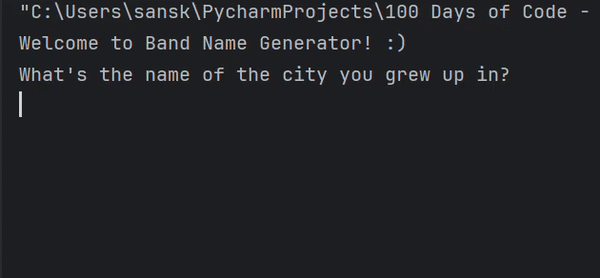 "C:\Users\sansk\PycharmProjects\100 Days of Code -
Welcome to Band Name Generator! :)
What's the name of the city you grew up in?